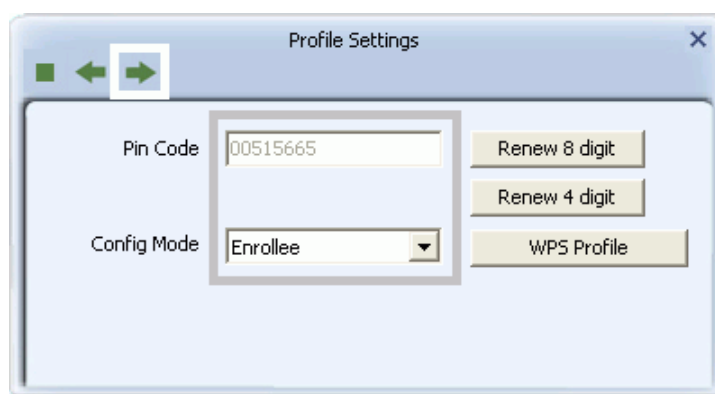 Profile Settings
Pin Code 00515665 Renew 8 digit
Renew 4 digit
Config Mode Enrollee WPS Profile